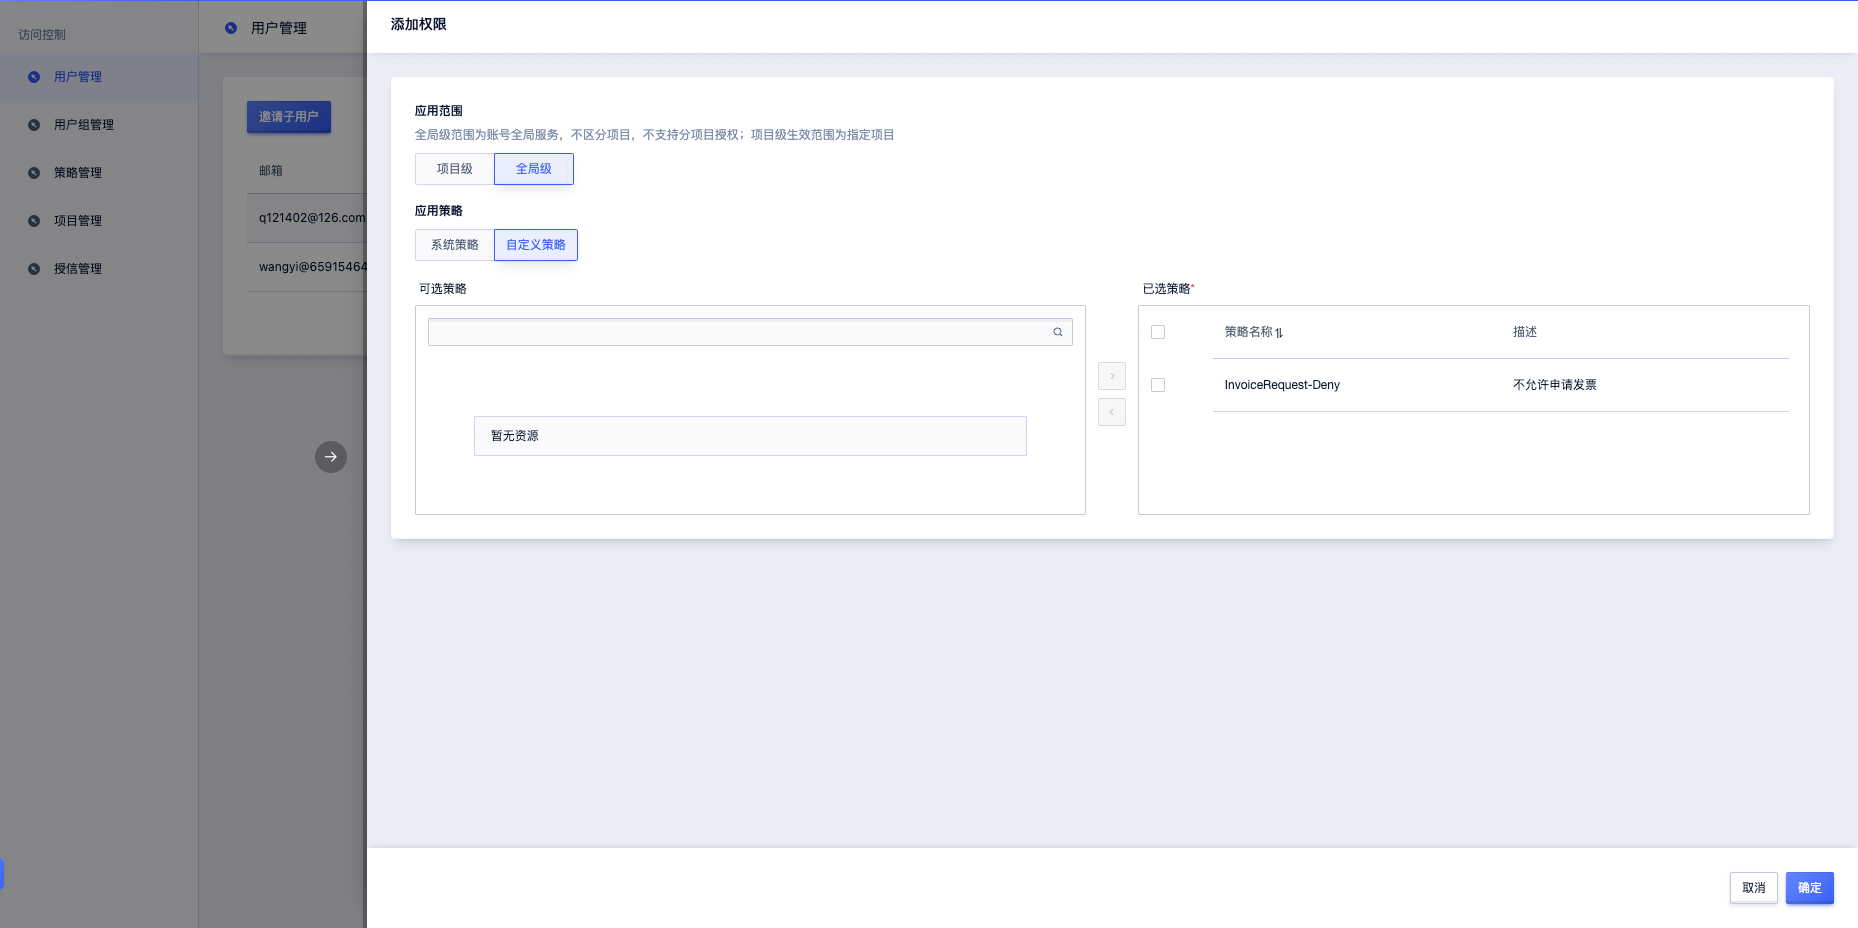 访问控制
用户管理
用户组管理
策略管理
项目管理
授信管理
用户管理
邀请子用户
邮箱
q121402@126.com
wangyi@65915464
添加权限
应用范围
全局级范围为账号全局服务，不区分项目，不支持分项目授权；项目级生效范围为指定项目
项目级 全局级
应用策略
系统策略 自定义策略
可选策略
暂无资源
已选策略*
策略名称 描述
InvoiceRequest-Deny 不允许申请发票
取消 确定